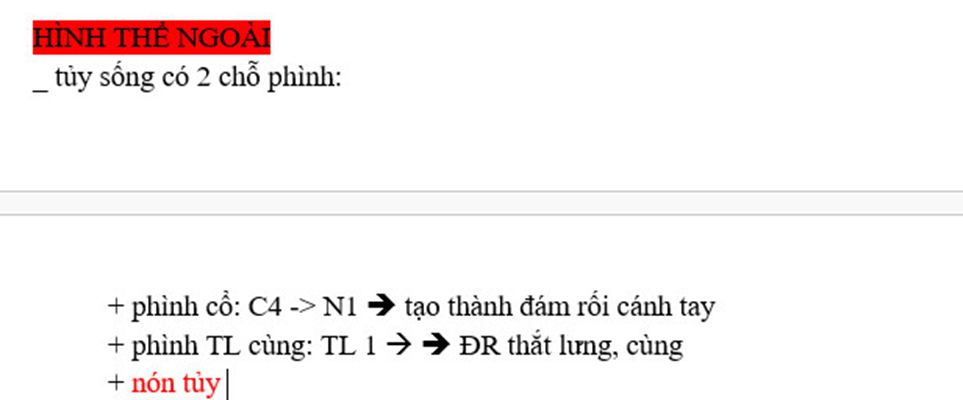 HÌNH THỂ NGOÀI
_ tủy sống có 2 chỗ phình:
+ phình cổ: C4 -> N1 ➔ tạo thành đám rối cánh tay
+ phình TL cùng: TL 1 → ➔ ĐR thắt lưng, cùng
+ nón tủy